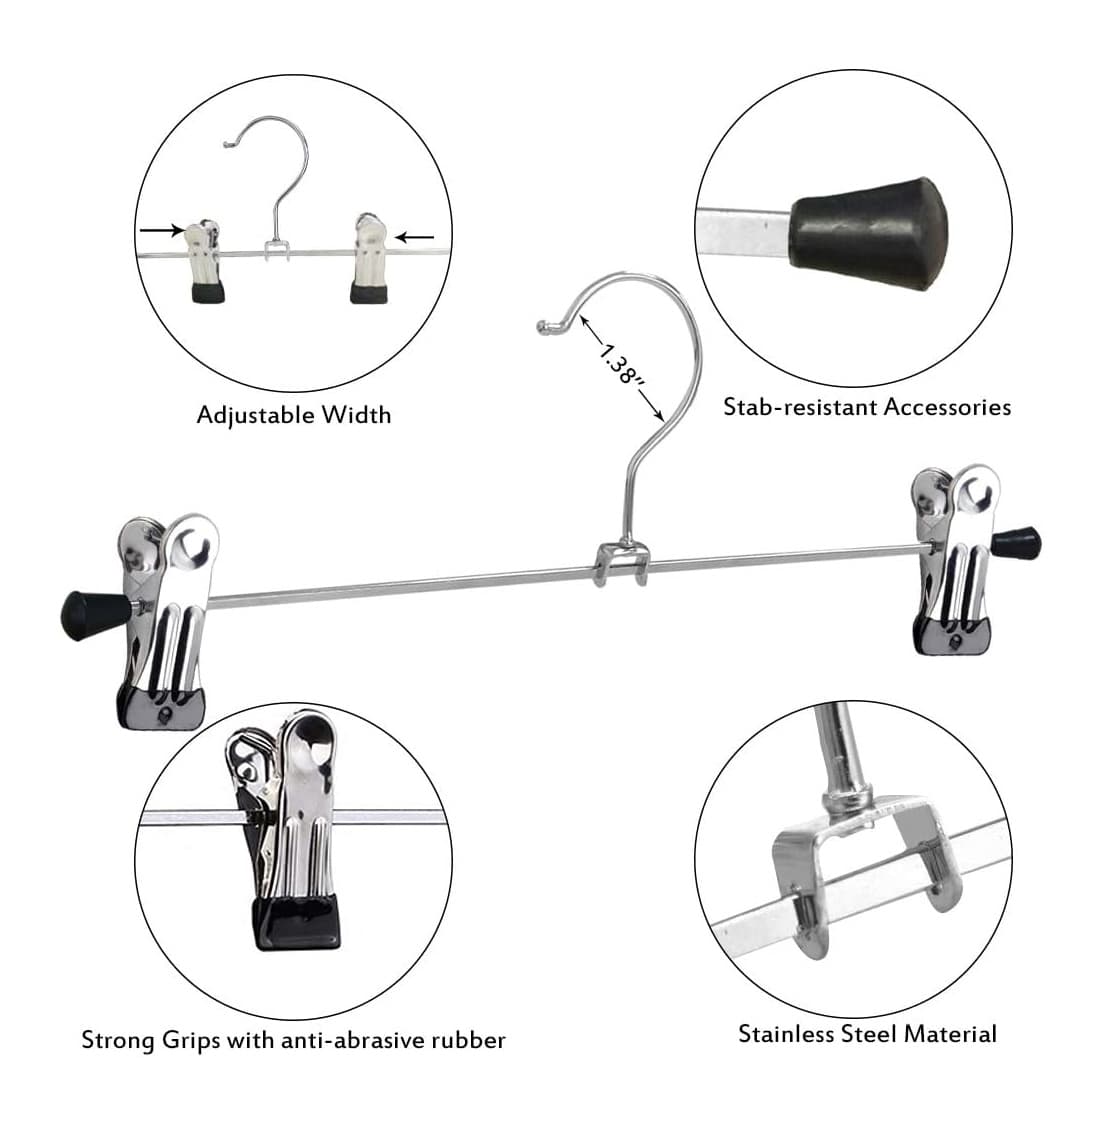 Adjustable Width
Stab-resistant Accessories
1.38"
Strong Grips with anti-abrasive rubber
Stainless Steel Material